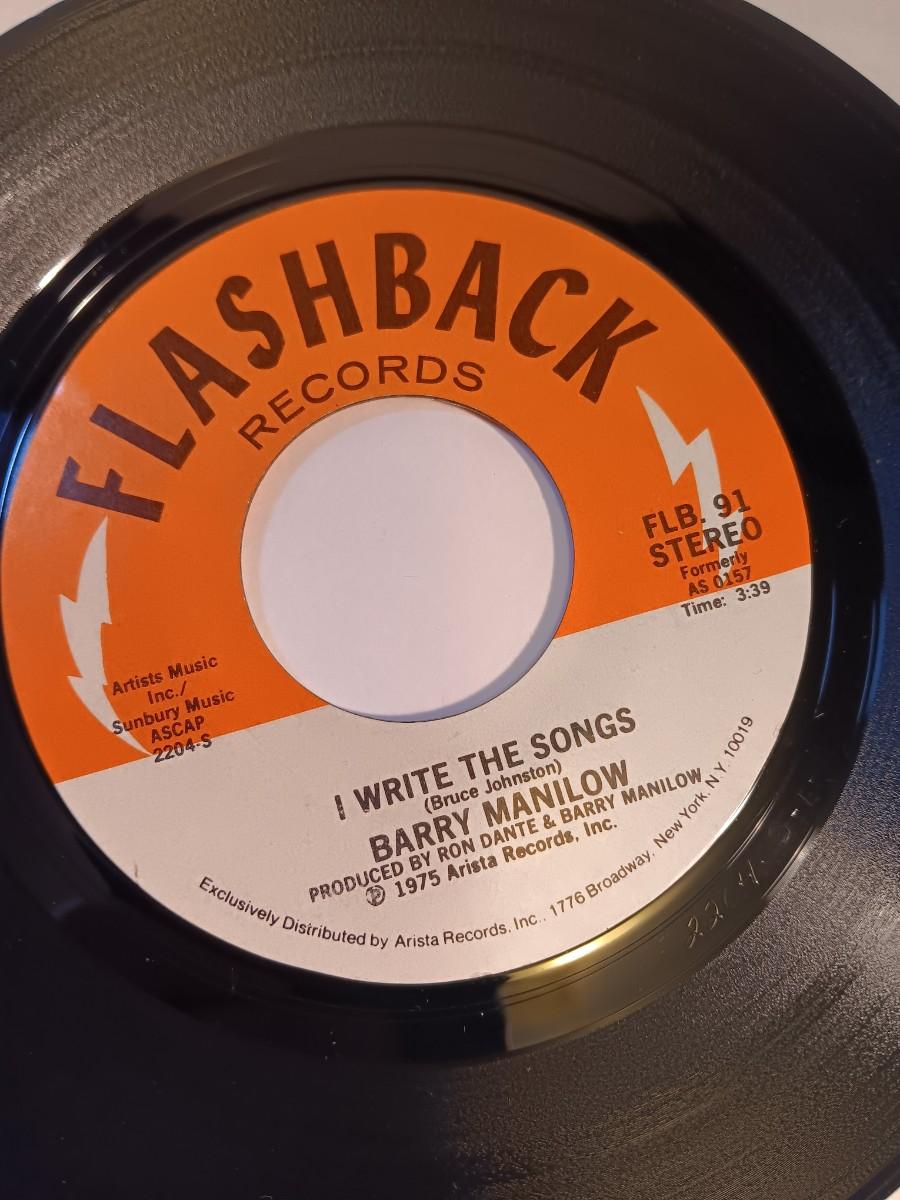 FLASHBACK
RECORDS
FLB. 91
STEREO
Formerly
AS 0157
Time: 3:39
Artists Music
Inc./
Sunbury Music
ASCAP
2204-S
I WRITE THE SONGS
(Bruce Johnston)
BARRY MANILOW
PRODUCED BY RON DANTE & BARRY MANILOW
℗ 1975 Arista Records, Inc.
Exclusively Distributed by Arista Records, Inc., 1776 Broadway, New York, N.Y. 10019